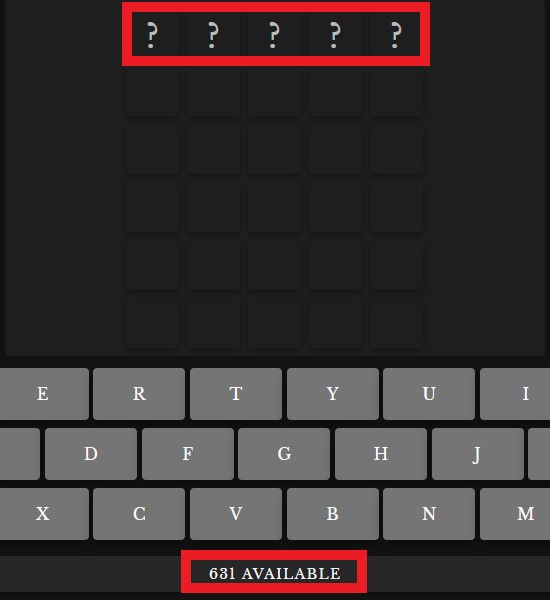 ? ? ? ? ?
E R T Y U I
D F G H J
X C V B N M
631 AVAILABLE